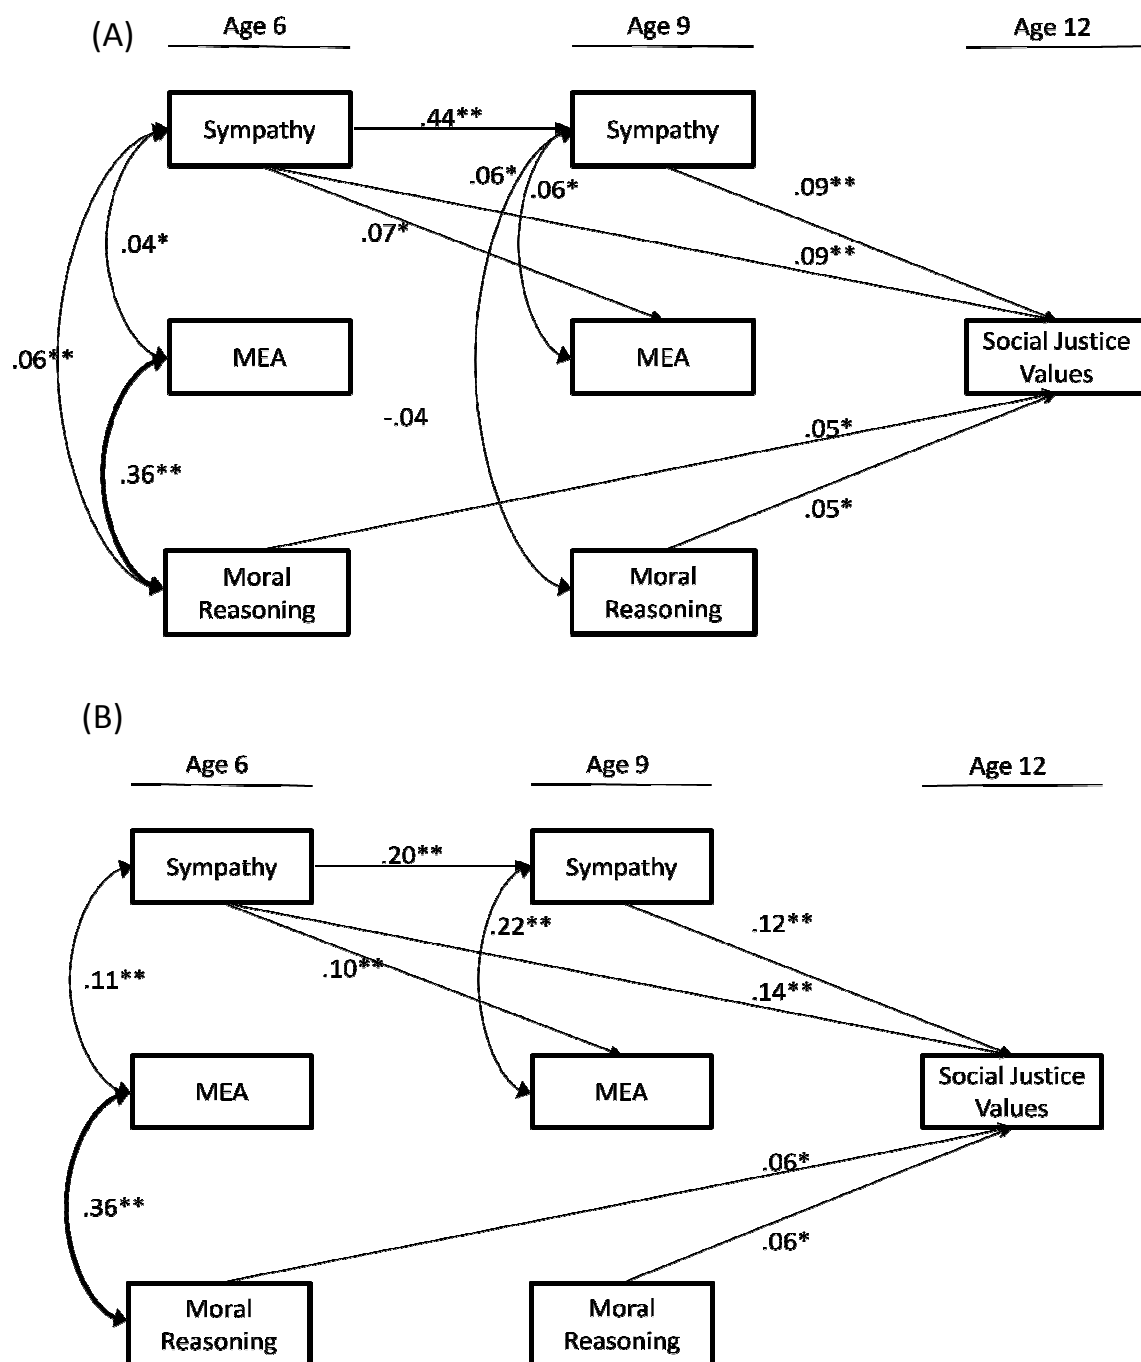 (A)
Age 6
Age 9
Age 12
Sympathy
.44**
Sympathy
.06*
.06*
.09**
.07*
.04*
.09**
.06**
MEA
MEA
Social Justice
Values
-.04
.05*
.36**
.05*
Moral
Reasoning
Moral
Reasoning
(B)
Age 6
Age 9
Age 12
Sympathy
.20**
Sympathy
.22**
.12**
.11**
.10**
.14**
MEA
MEA
Social Justice
Values
.06*
.36**
.06*
Moral
Reasoning
Moral
Reasoning